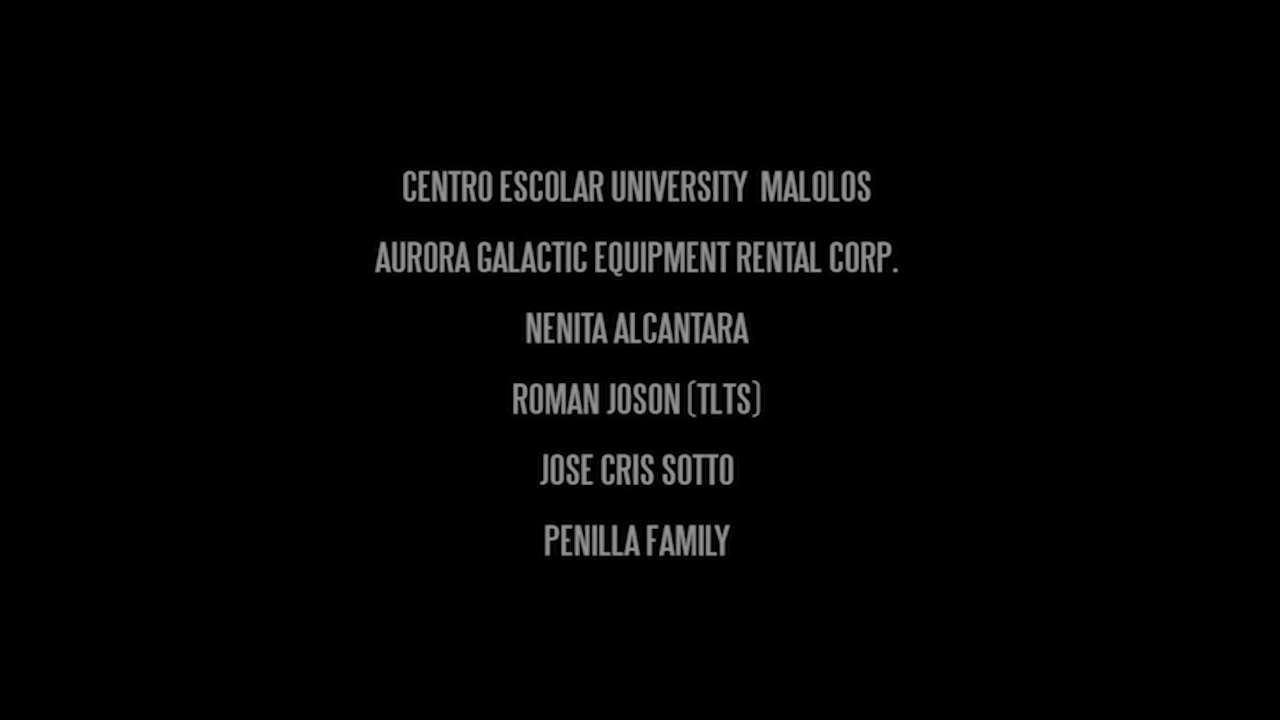 CENTRO ESCOLAR UNIVERSITY  MALOLOS
AURORA GALACTIC EQUIPMENT RENTAL CORP.
NENITA ALCANTARA
ROMAN JOSON (TLTS)
JOSE CRIS SOTTO
PENILLA FAMILY